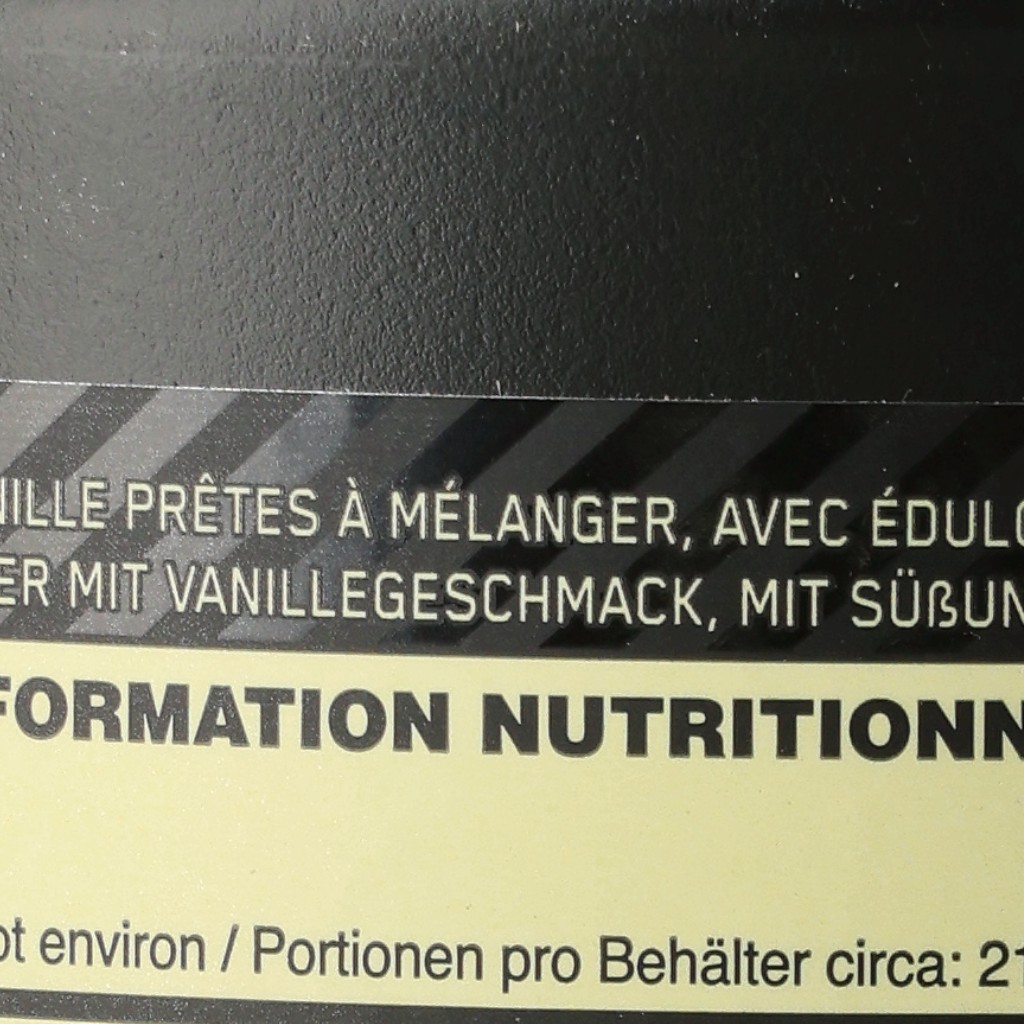 NILLE PRÊTES À MÉLANGER, AVEC ÉDULC
ER MIT VANILLEGESCHMACK, MIT SÜßUN
FORMATION NUTRITIONN
ot environ / Portionen pro Behälter circa: 21